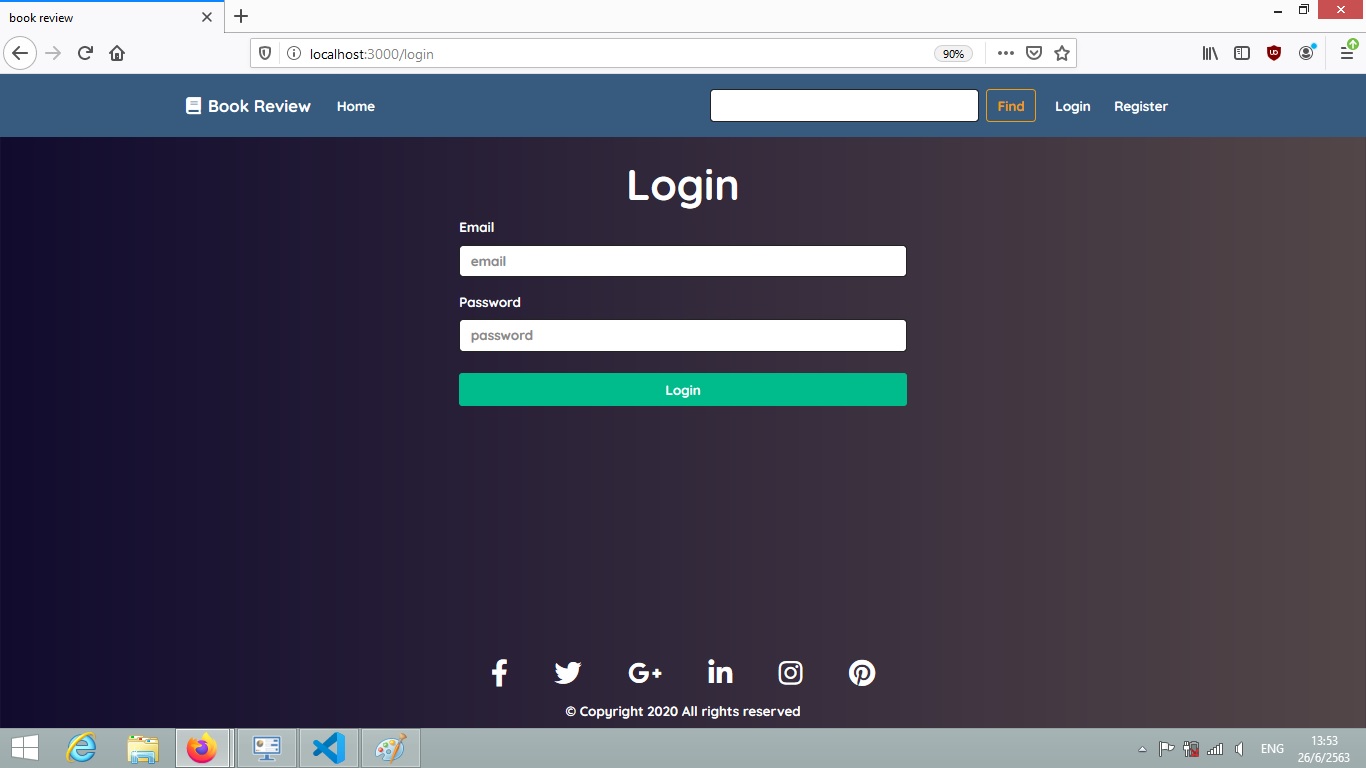 book review
localhost:3000/login
90%
Book Review
Home
Find
Login
Register
Login
Email
email
Password
password
Login
© Copyright 2020 All rights reserved
ENG
13:53
26/6/2563